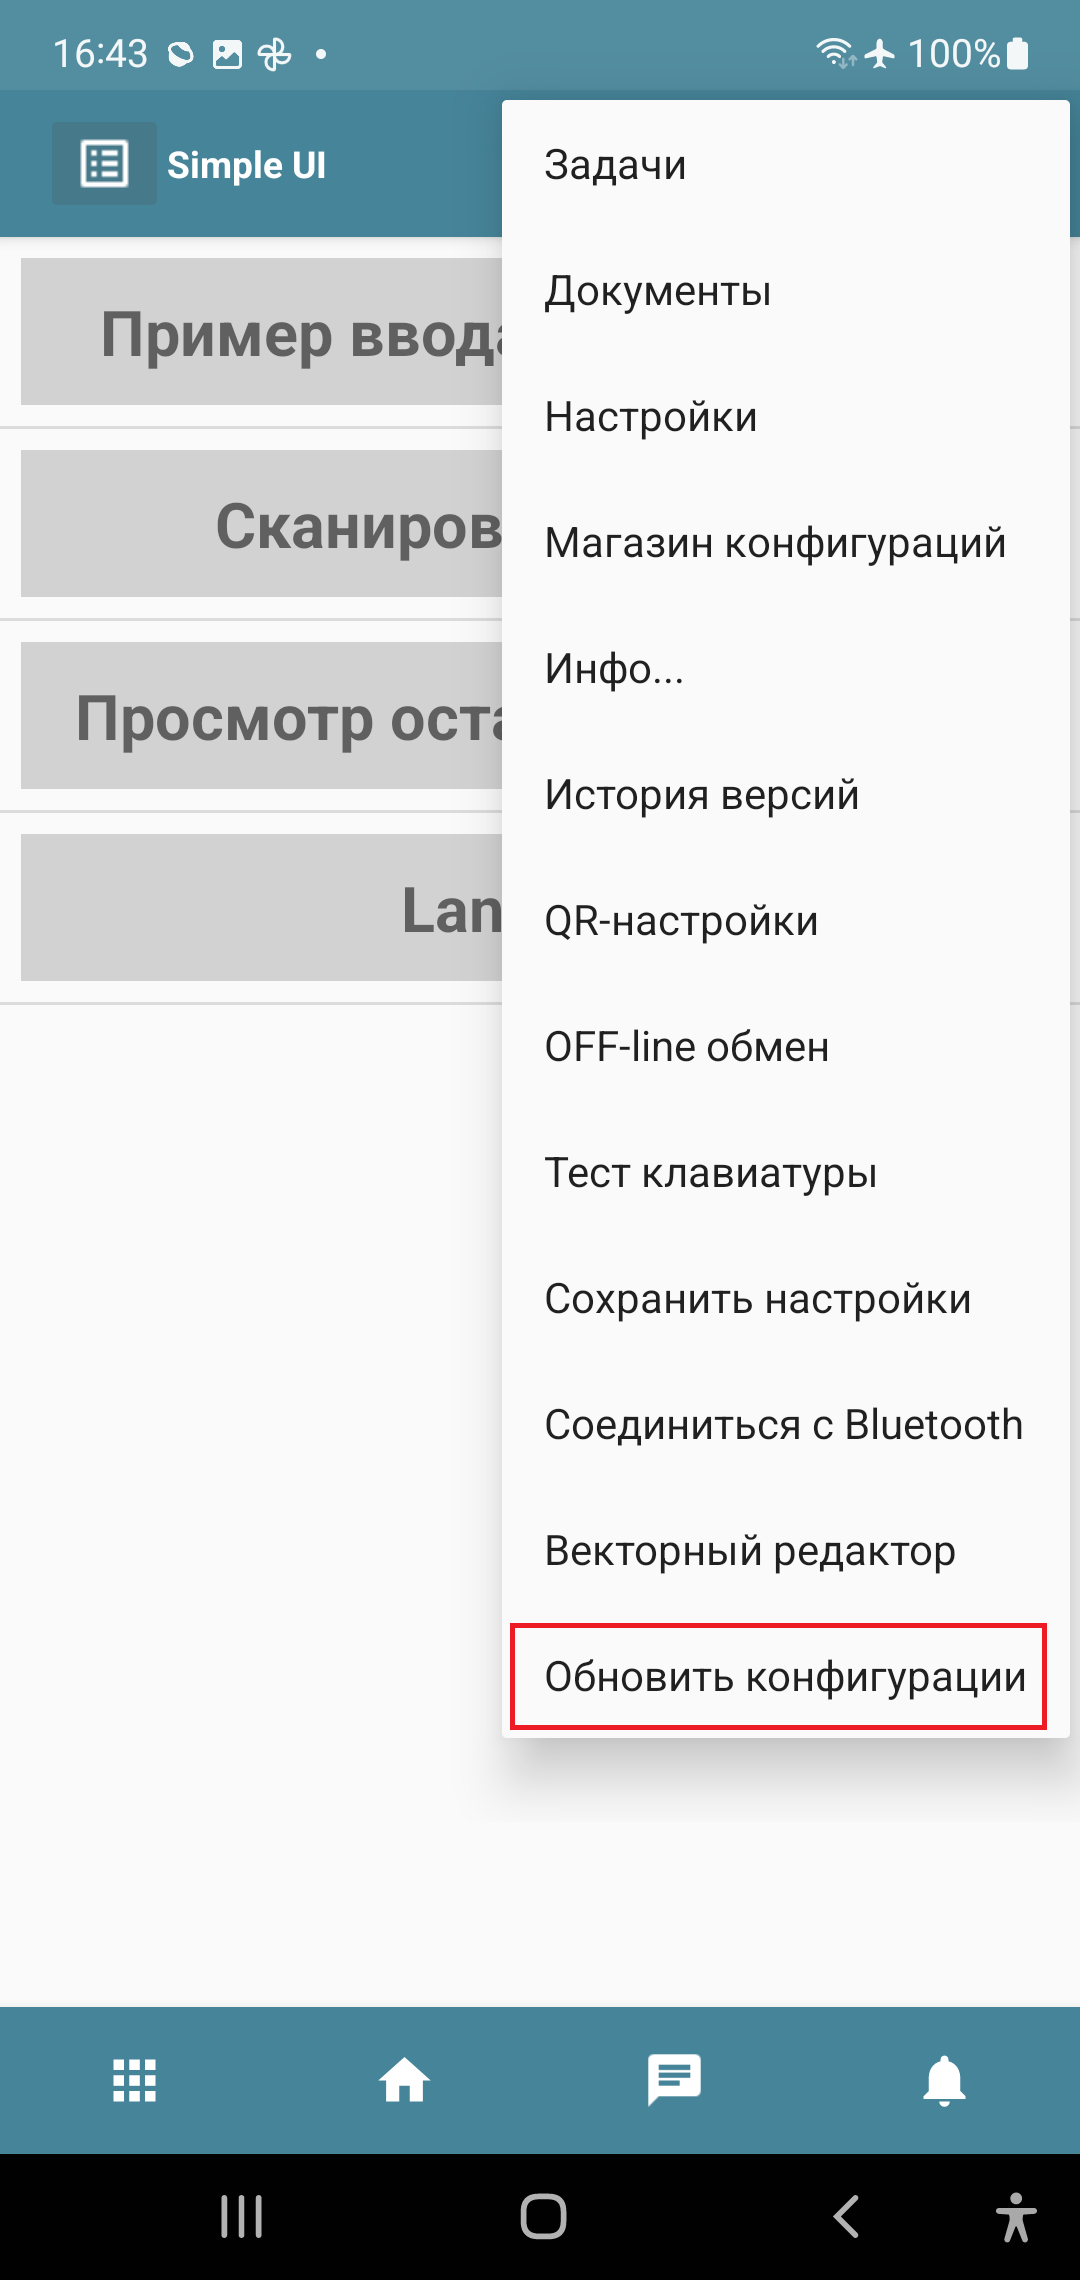 16:43
100%
Simple UI
Задачи
Документы
Настройки
Магазин конфигураций
Инфо...
История версий
QR-настройки
OFF-line обмен
Тест клавиатуры
Сохранить настройки
Соединиться с Bluetooth
Векторный редактор
Обновить конфигурации
Пример ввода
Сканиров
Просмотр оста
Lan